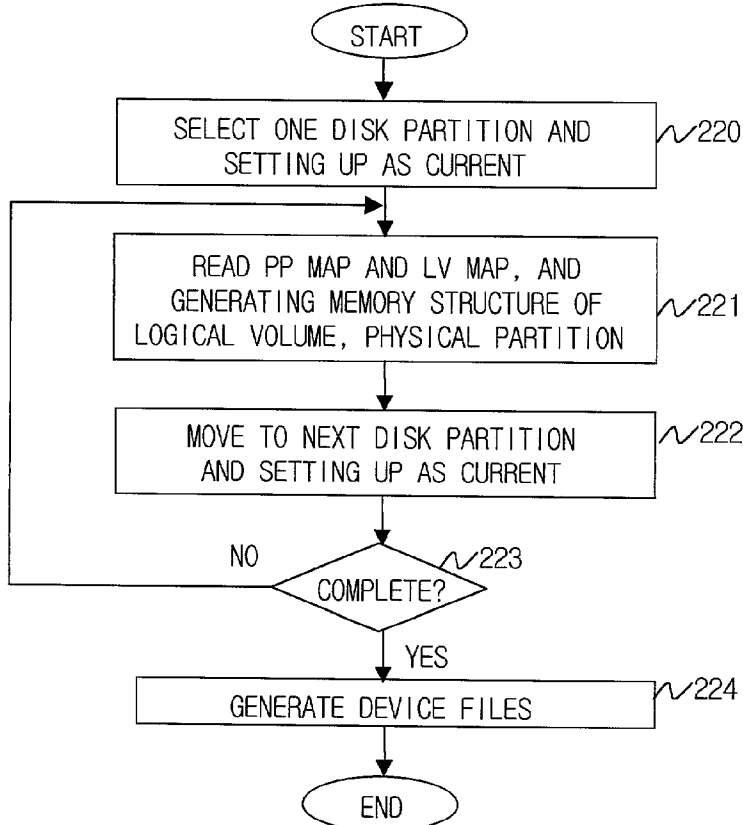 START
SELECT ONE DISK PARTITION AND
SETTING UP AS CURRENT
220
READ PP MAP AND LV MAP, AND
GENERATING MEMORY STRUCTURE OF
LOGICAL VOLUME, PHYSICAL PARTITION
221
MOVE TO NEXT DISK PARTITION
AND SETTING UP AS CURRENT
222
NO
COMPLETE?
223
YES
GENERATE DEVICE FILES
224
END